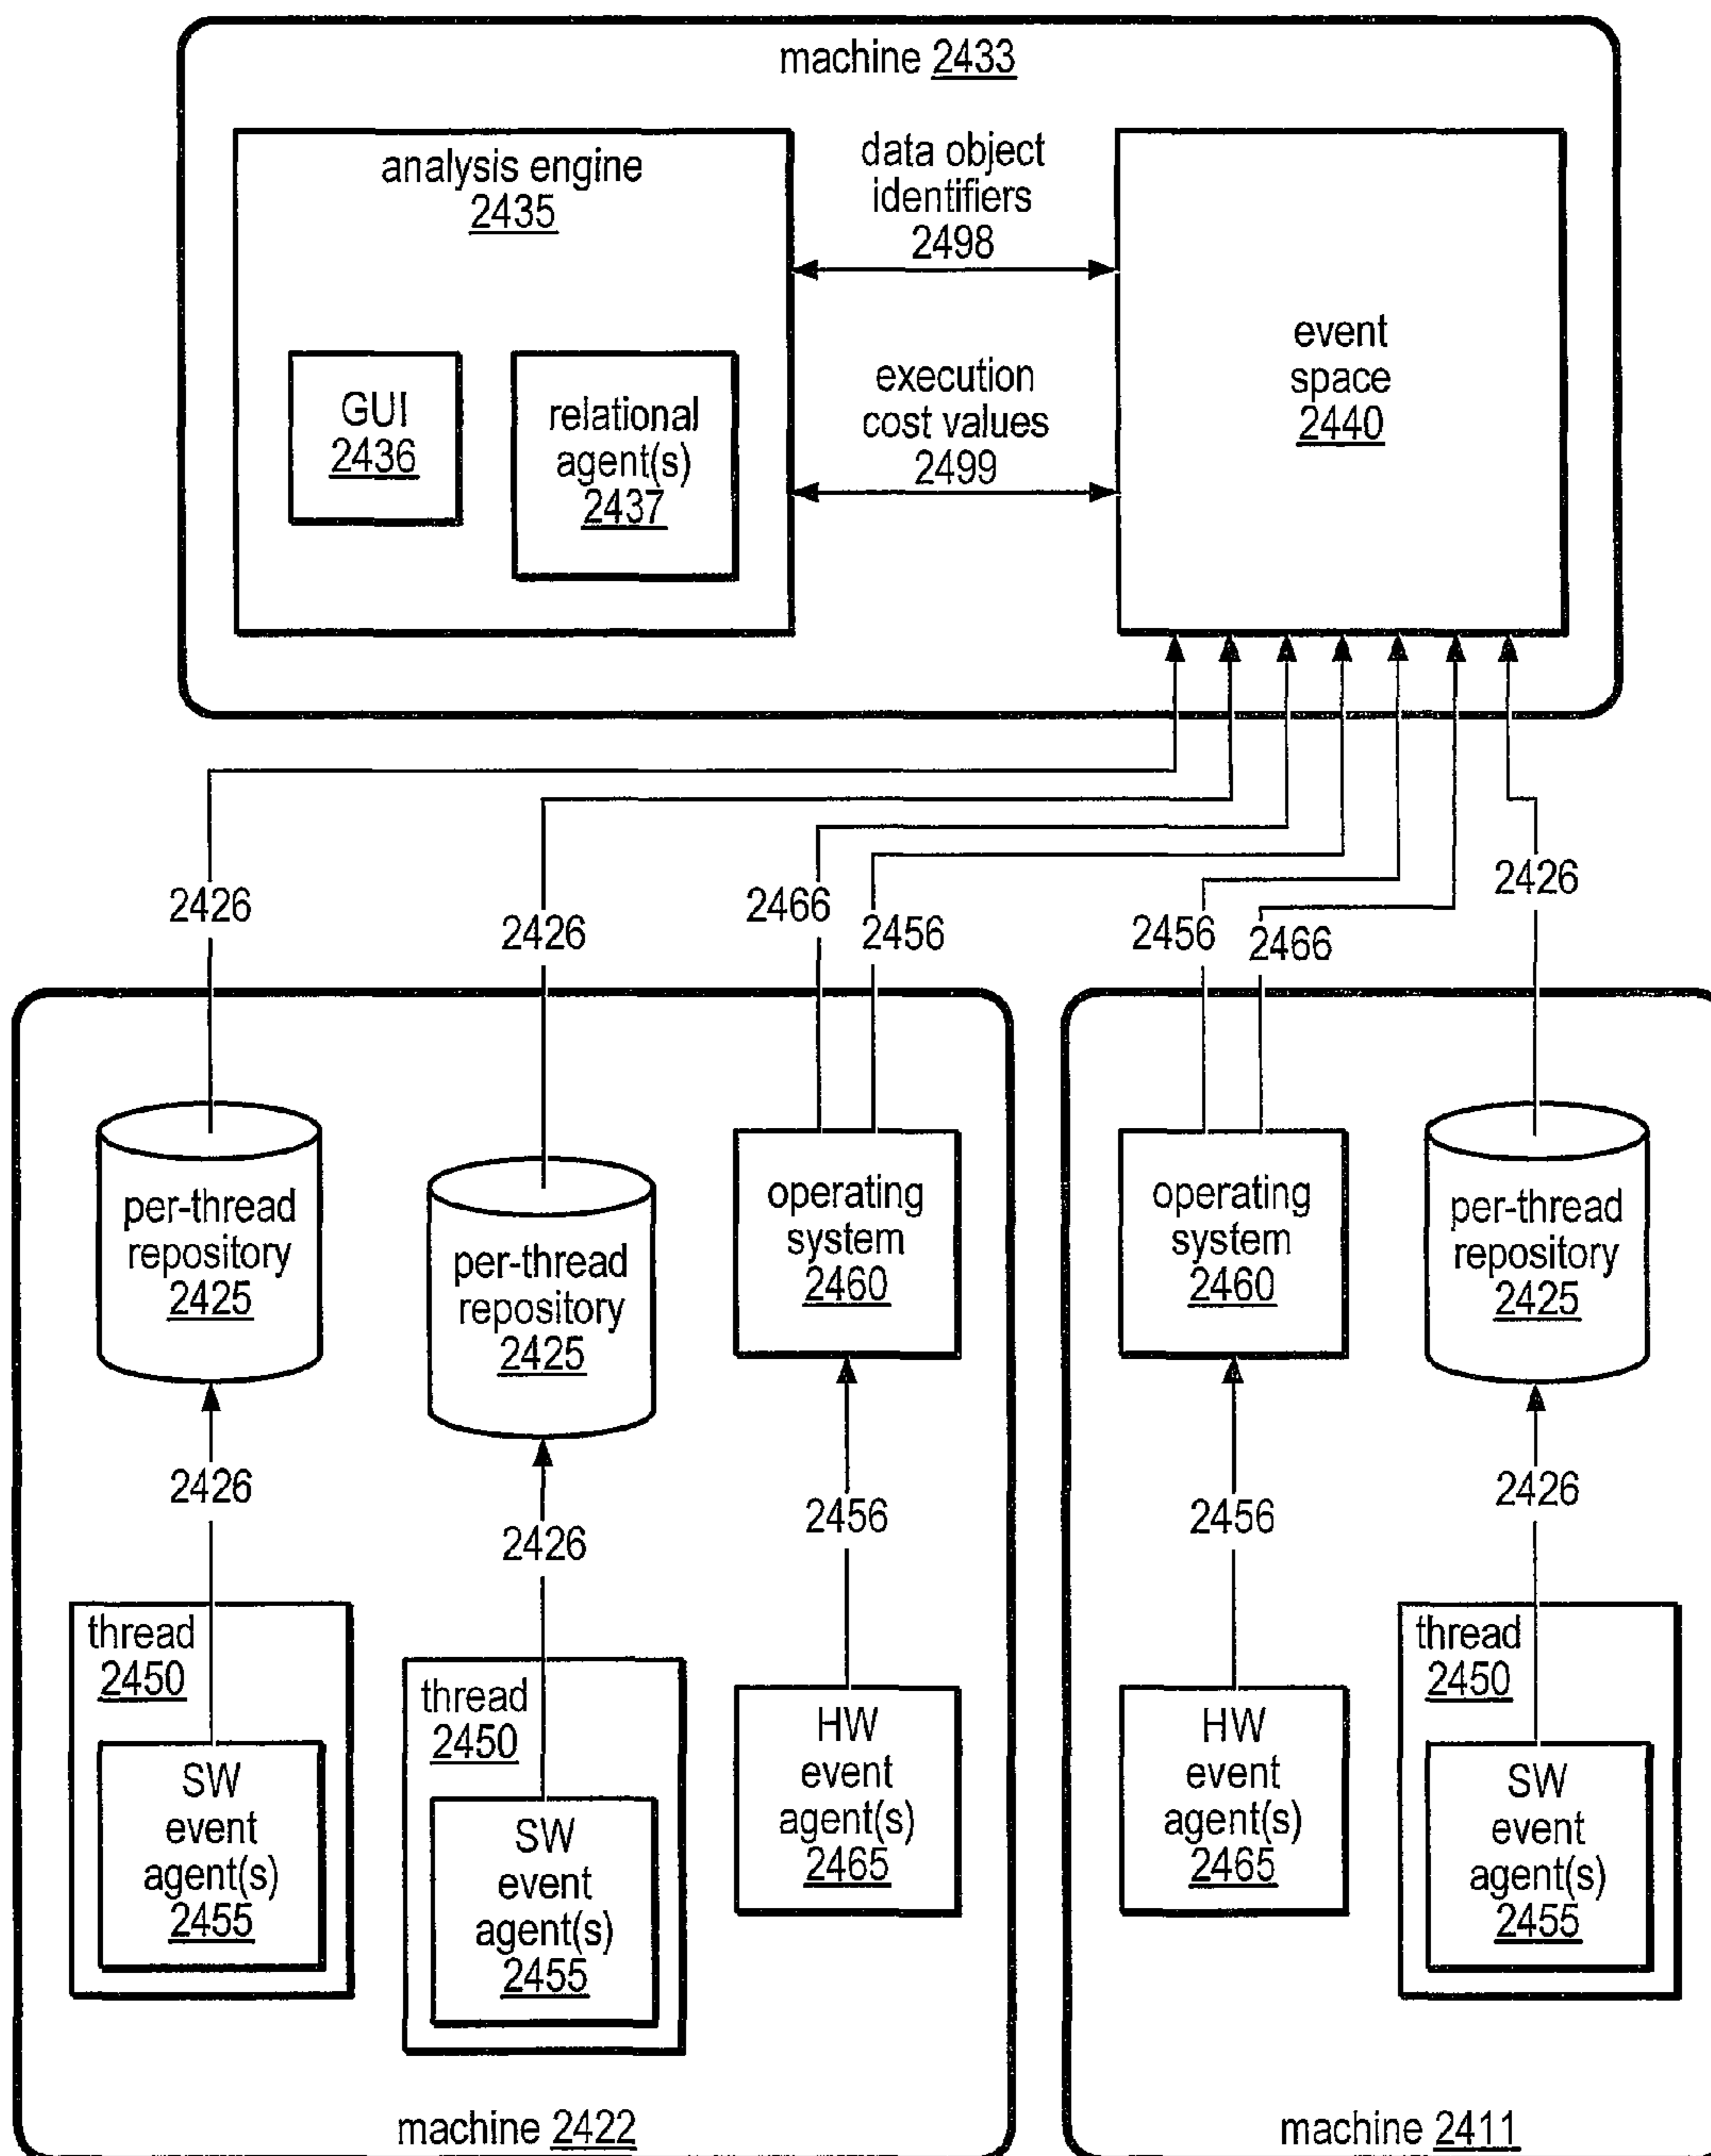 machine 2433
analysis engine
2435
data object
identifiers
2498
GUI
2436
relational
agent(s)
2437
execution
cost values
2499
event
space
2440
2426
2426
2466
2456
2456
2466
2426
per-thread
repository
2425
per-thread
repository
2425
operating
system
2460
operating
system
2460
per-thread
repository
2425
2426
2426
2456
2456
2426
thread
2450
SW
event
agent(s)
2455
thread
2450
SW
event
agent(s)
2455
HW
event
agent(s)
2465
HW
event
agent(s)
2465
thread
2450
SW
event
agent(s)
2455
machine 2422
machine 2411